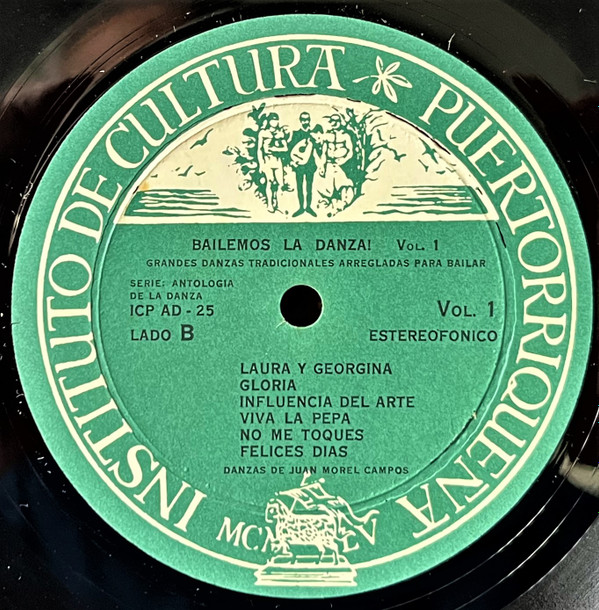 INSTITUTO DE CULTURA PUERTORRIQUEÑA
BAILEMOS LA DANZA! VOL. 1
GRANDES DANZAS TRADICIONALES ARREGLADAS PARA BAILAR
SERIE: ANTOLOGIA
DE LA DANZA
ICP AD - 25
VOL. 1
LADO B
ESTEREOFONICO
LAURA Y GEORGINA
GLORIA
INFLUENCIA DEL ARTE
VIVA LA PEPA
NO ME TOQUES
FELICES DIAS
DANZAS DE JUAN MOREL CAMPOS